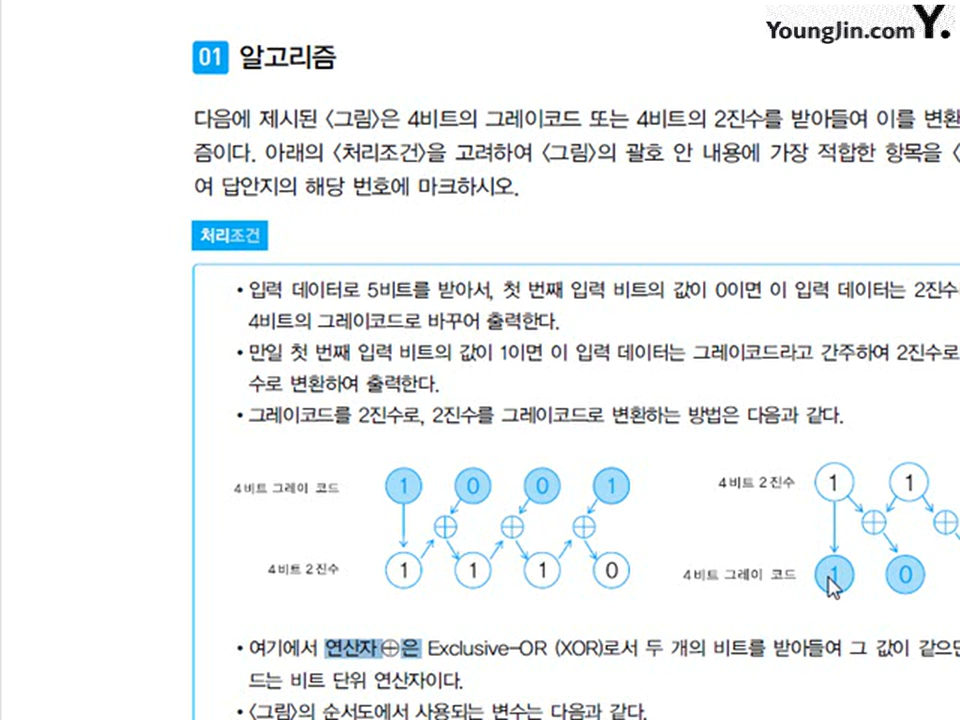 YoungJin.com Y.
01 알고리즘
다음에 제시된 〈그림〉은 4비트의 그레이코드 또는 4비트의 2진수를 받아들여 이를 변환
즘이다. 아래의 〈처리조건〉을 고려하여 〈그림〉의 괄호 안 내용에 가장 적합한 항목을 〈
여 답안지의 해당 번호에 마크하시오.
처리조건
• 입력 데이터로 5비트를 받아서, 첫 번째 입력 비트의 값이 0이면 이 입력 데이터는 2진수
4비트의 그레이코드로 바꾸어 출력한다.
• 만일 첫 번째 입력 비트의 값이 1이면 이 입력 데이터는 그레이코드라고 간주하여 2진수로
수로 변환하여 출력한다.
• 그레이코드를 2진수로, 2진수를 그레이코드로 변환하는 방법은 다음과 같다.
4비트 그레이 코드 1 0 0 1
4비트 2진수 1 1 1 0
4비트 2진수 1 1
4비트 그레이 코드 1 0
• 여기에서 연산자 ⊕은 Exclusive-OR (XOR)로서 두 개의 비트를 받아들여 그 값이 같으면
드는 비트 단위 연산자이다.
• 〈그림〉의 순서도에서 사용되는 변수는 다음과 같다.